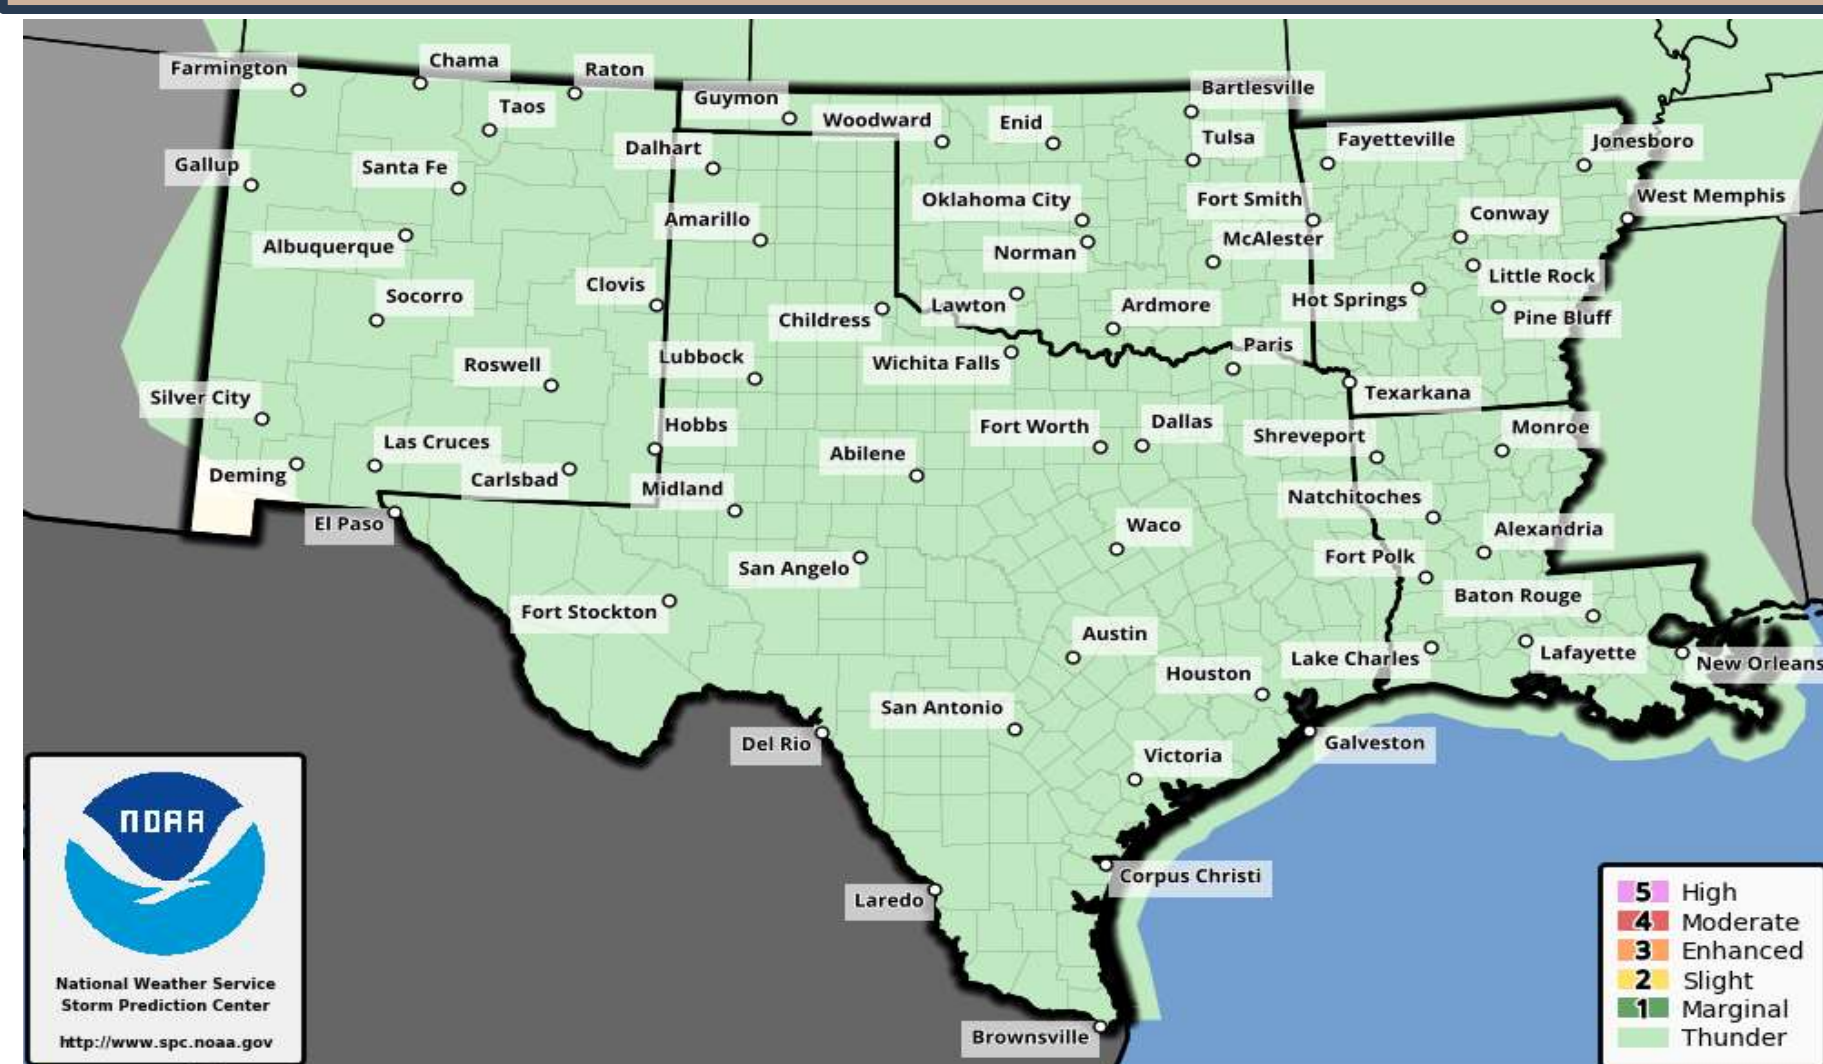 Farmington
Chama
Raton
Taos
Guymon
Woodward
Enid
Bartlesville
Tulsa
Fayetteville
Jonesboro
Gallup
Santa Fe
Dalhart
Oklahoma City
Fort Smith
Conway
West Memphis
Albuquerque
Amarillo
Norman
McAlester
Little Rock
Socorro
Clovis
Childress
Lawton
Ardmore
Hot Springs
Pine Bluff
Roswell
Lubbock
Wichita Falls
Paris
Texarkana
Silver City
Hobbs
Fort Worth
Dallas
Shreveport
Monroe
Las Cruces
Abilene
Deming
Carlsbad
Midland
Natchitoches
El Paso
Waco
Alexandria
San Angelo
Fort Polk
Fort Stockton
Baton Rouge
Austin
Lake Charles
Lafayette
New Orleans
Houston
San Antonio
Del Rio
Galveston
Victoria
Corpus Christi
Laredo
Brownsville
NOAA
National Weather Service
Storm Prediction Center
http://www.spc.noaa.gov
5 High
4 Moderate
3 Enhanced
2 Slight
1 Marginal
Thunder